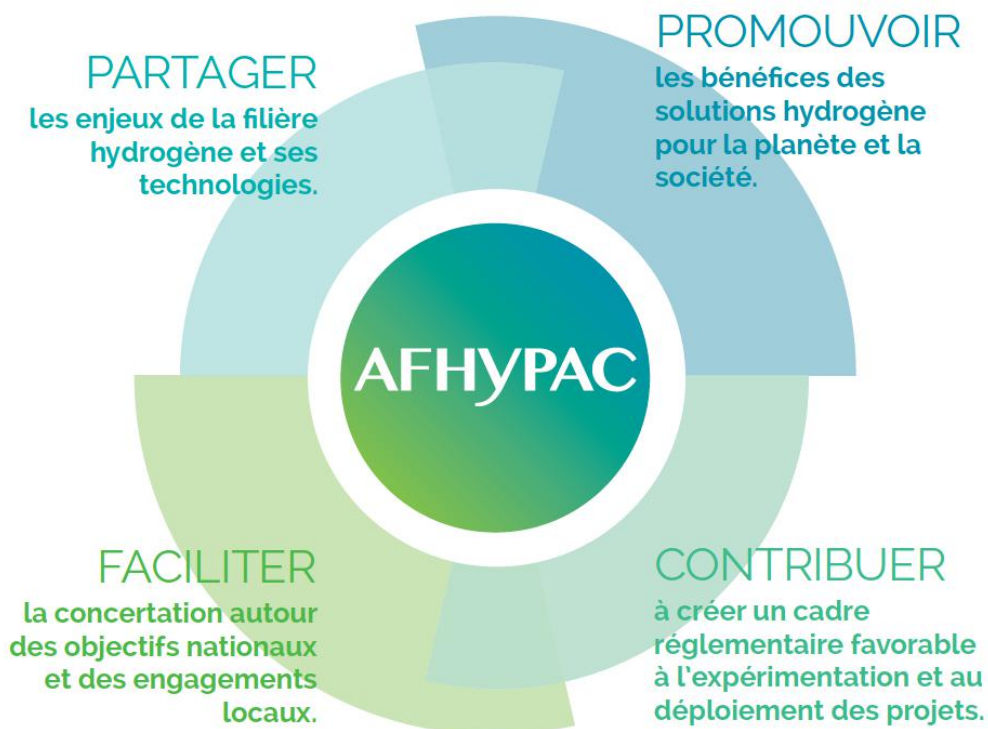 PARTAGER
les enjeux de la filière
hydrogène et ses
technologies.
PROMOUVOIR
les bénéfices des
solutions hydrogène
pour la planète et la
société.
AFHYPAC
FACILITER
la concertation autour
des objectifs nationaux
et des engagements
locaux.
CONTRIBUER
à créer un cadre
réglementaire favorable
à l'expérimentation et au
déploiement des projets.